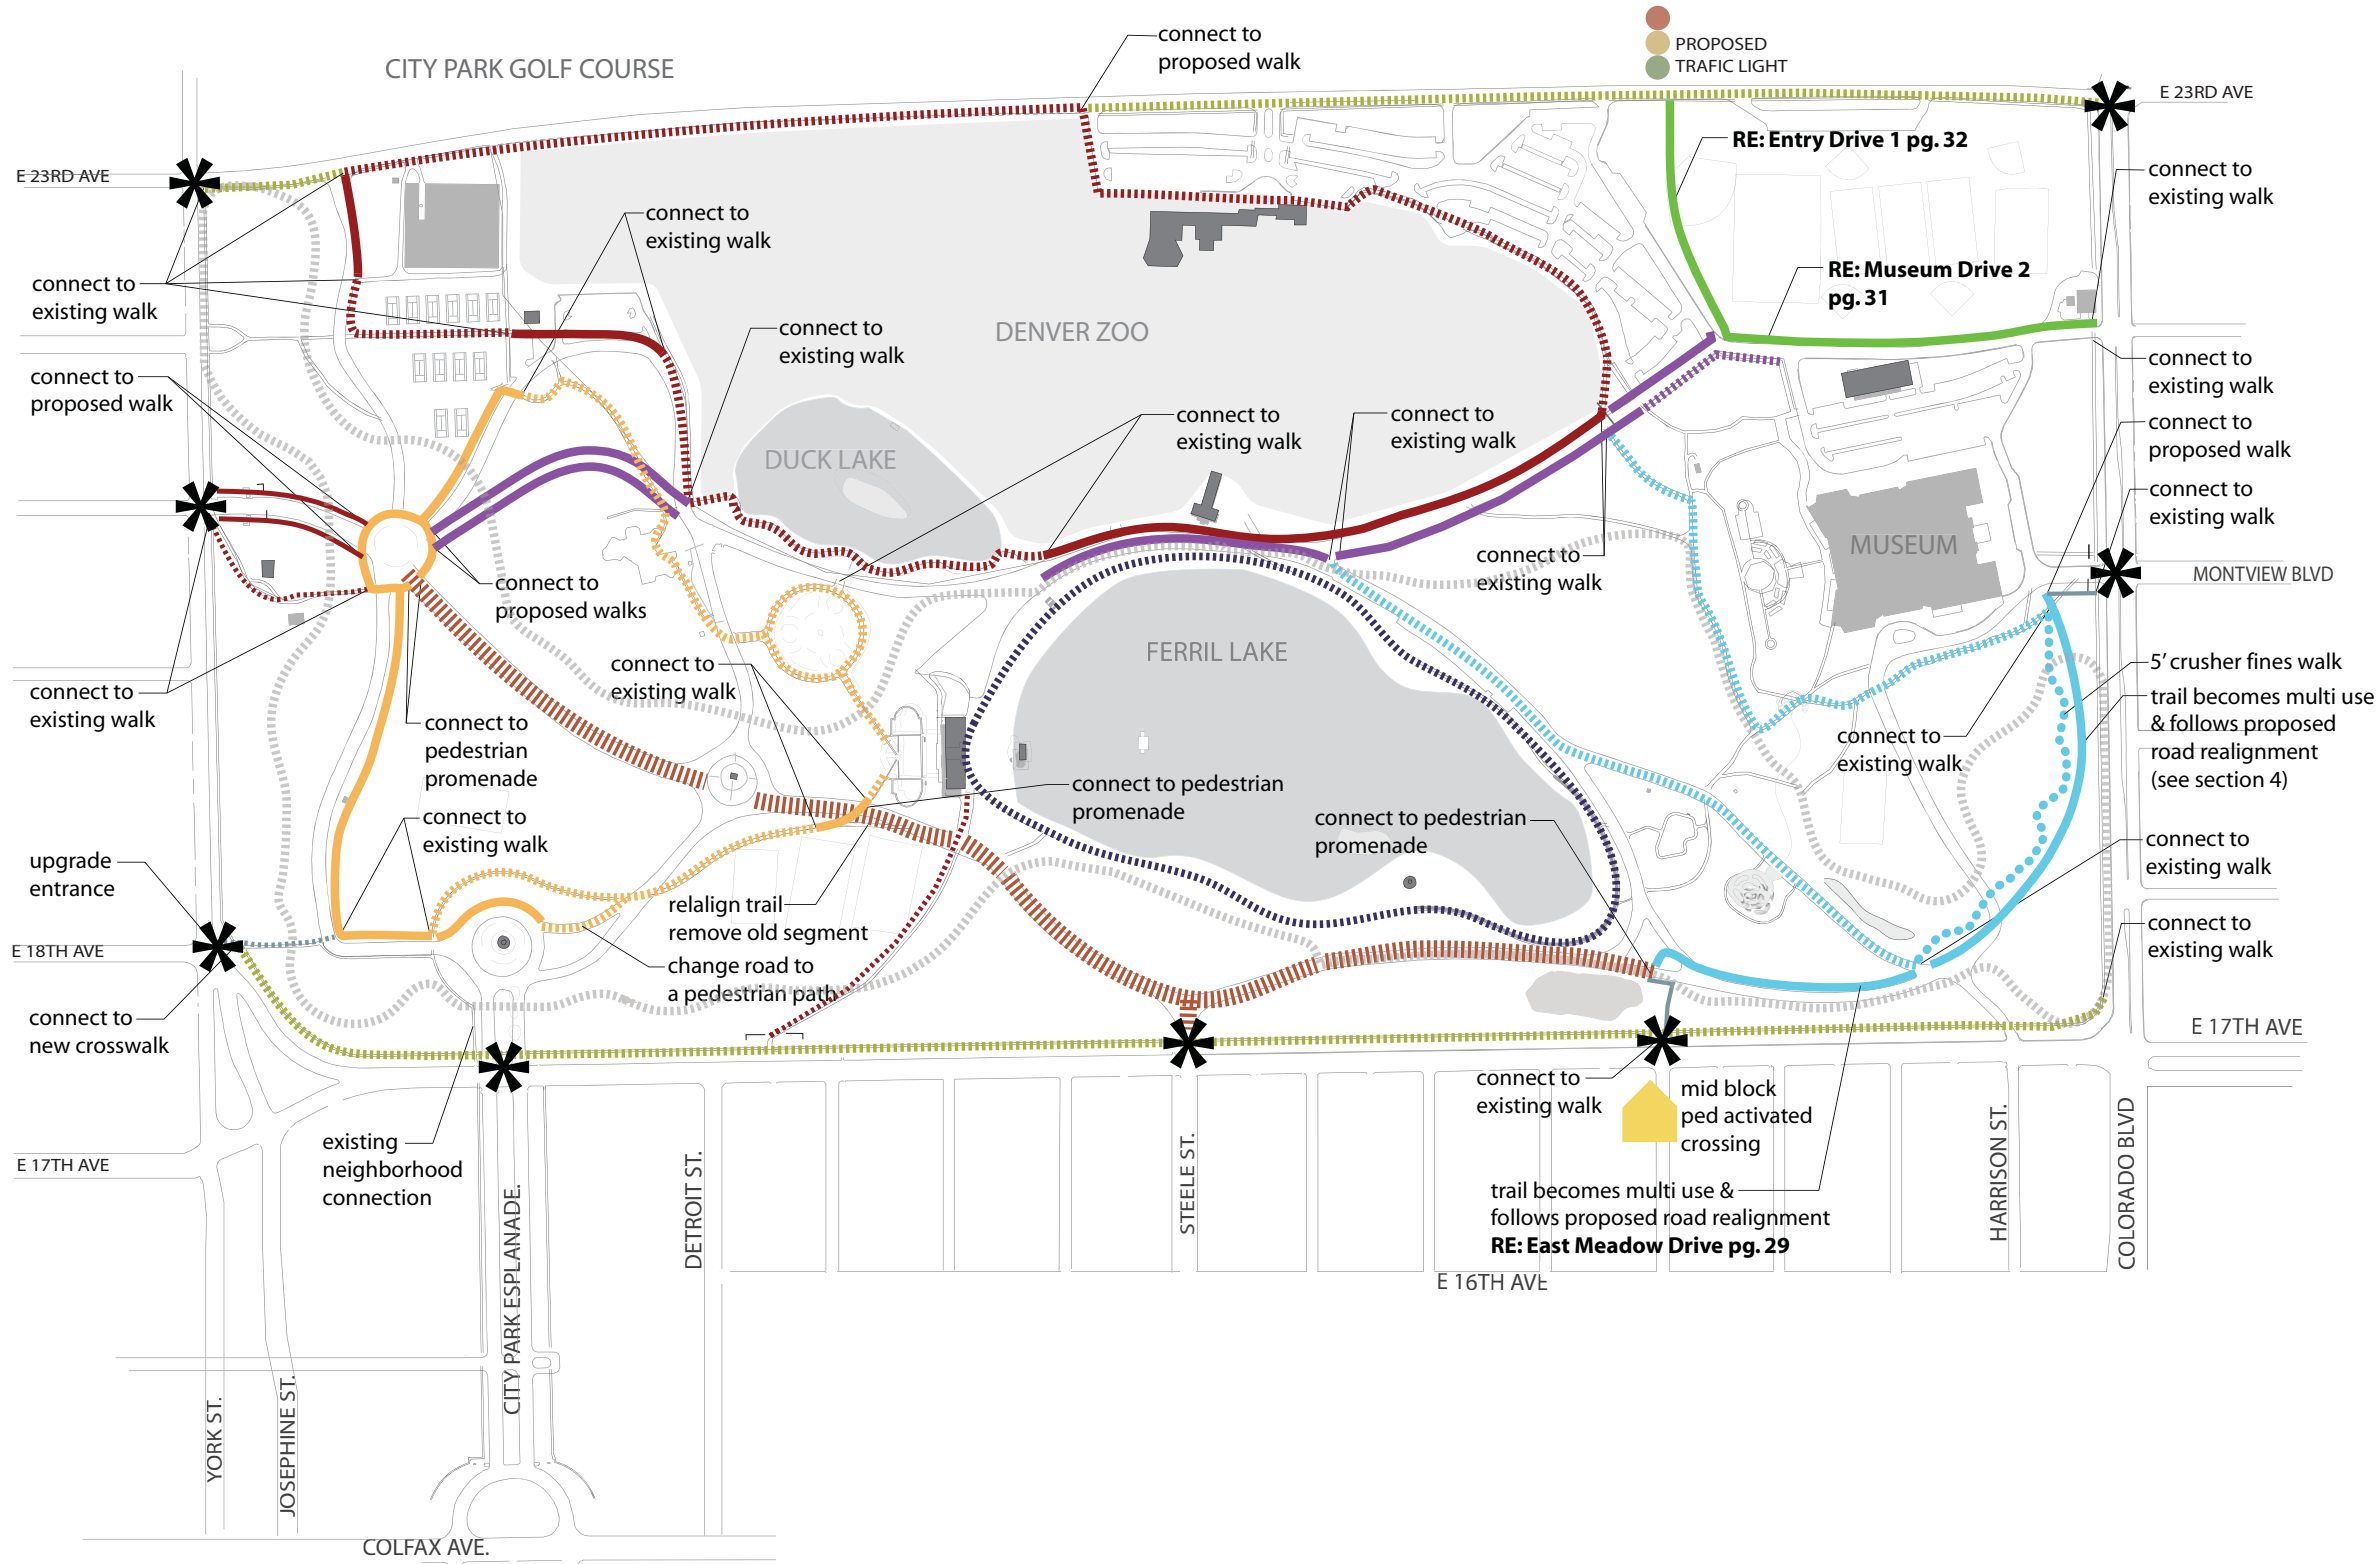 connect to
proposed walk
CITY PARK GOLF COURSE
PROPOSED
TRAFIC LIGHT
E 23RD AVE
RE: Entry Drive 1 pg. 32
E 23RD AVE
connect to
existing walk
connect to
existing walk
RE: Museum Drive 2
pg. 31
connect to
existing walk
DENVER ZOO
connect to
existing walk
connect to
existing walk
connect to
proposed walk
connect to
existing walk
connect to
existing walk
connect to
proposed walk
DUCK LAKE
connect to
existing walk
MUSEUM
connect to
existing walk
MONTVIEW BLVD
connect to
proposed walks
FERRIL LAKE
connect to
existing walk
5’ crusher fines walk
connect to
existing walk
trail becomes multi use
& follows proposed
road realignment
(see section 4)
connect to
pedestrian
promenade
connect to
existing walk
connect to pedestrian
promenade
connect to
existing walk
connect to pedestrian
promenade
connect to
existing walk
upgrade
entrance
relalign trail
remove old segment
connect to
existing walk
E 18TH AVE
change road to
a pedestrian path
connect to
new crosswalk
E 17TH AVE
connect to
existing walk
mid block
ped activated
crossing
existing
neighborhood
connection
E 17TH AVE
trail becomes multi use &
follows proposed road realignment
RE: East Meadow Drive pg. 29
E 16TH AVE
YORK ST.
JOSEPHINE ST.
CITY PARK ESPLANADE.
DETROIT ST.
STEELE ST.
HARRISON ST.
COLORADO BLVD
COLFAX AVE.